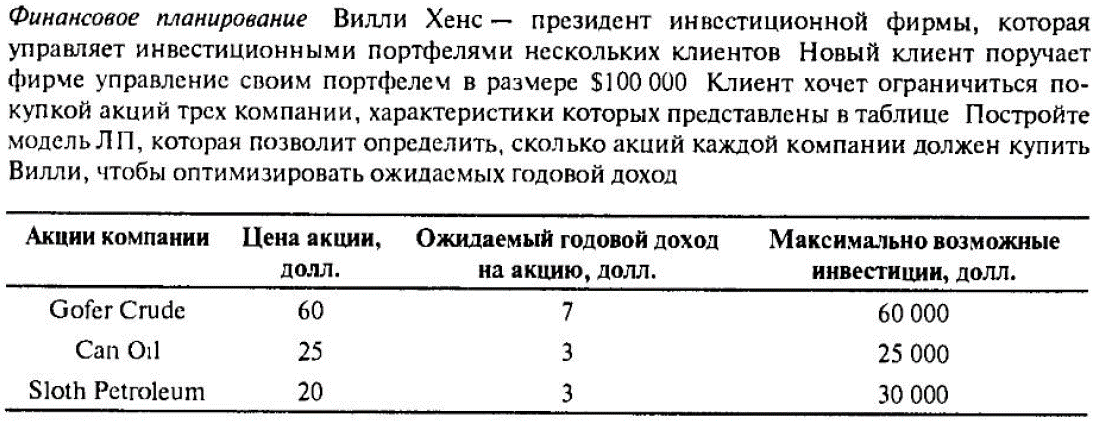 Финансовое планирование Вилли Хенс — президент инвестиционной фирмы, которая
управляет инвестиционными портфелями нескольких клиентов Новый клиент поручает
фирме управление своим портфелем в размере $100 000 Клиент хочет ограничиться по-
купкой акций трех компании, характеристики которых представлены в таблице Постройте
модель ЛП, которая позволит определить, сколько акций каждой компании должен купить
Вилли, чтобы оптимизировать ожидаемых годовой доход
Акции компании Цена акции, Ожидаемый годовой доход Максимально возможные
долл. на акцию, долл. инвестиции, долл.
Gofer Crude 60 7 60 000
Can Oil 25 3 25 000
Sloth Petroleum 20 3 30 000